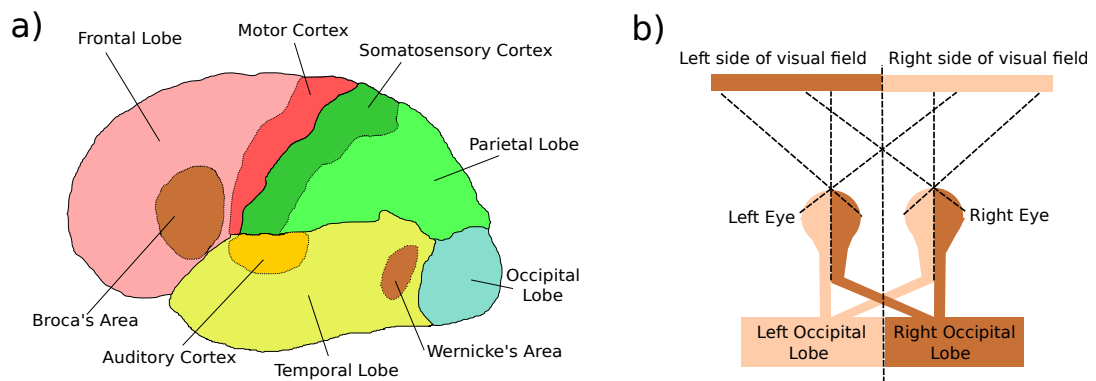 a)
Frontal Lobe
Motor Cortex
Somatosensory Cortex
Parietal Lobe
Occipital
Lobe
Wernicke's Area
Temporal Lobe
Auditory Cortex
Broca's Area
b)
Left side of visual field
Right side of visual field
Left Eye
Right Eye
Left Occipital
Lobe
Right Occipital
Lobe